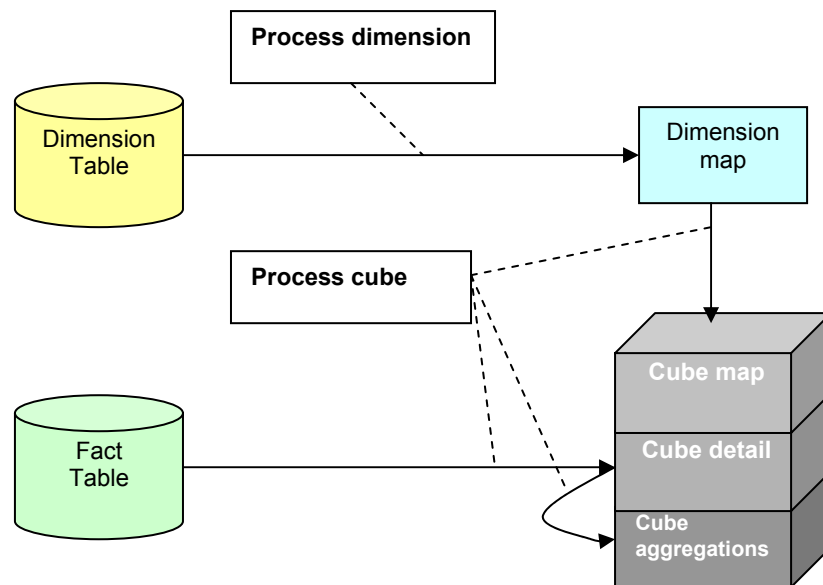 Process dimension
Dimension
Table
Dimension
map
Process cube
Cube map
Fact
Table
Cube detail
Cube
aggregations